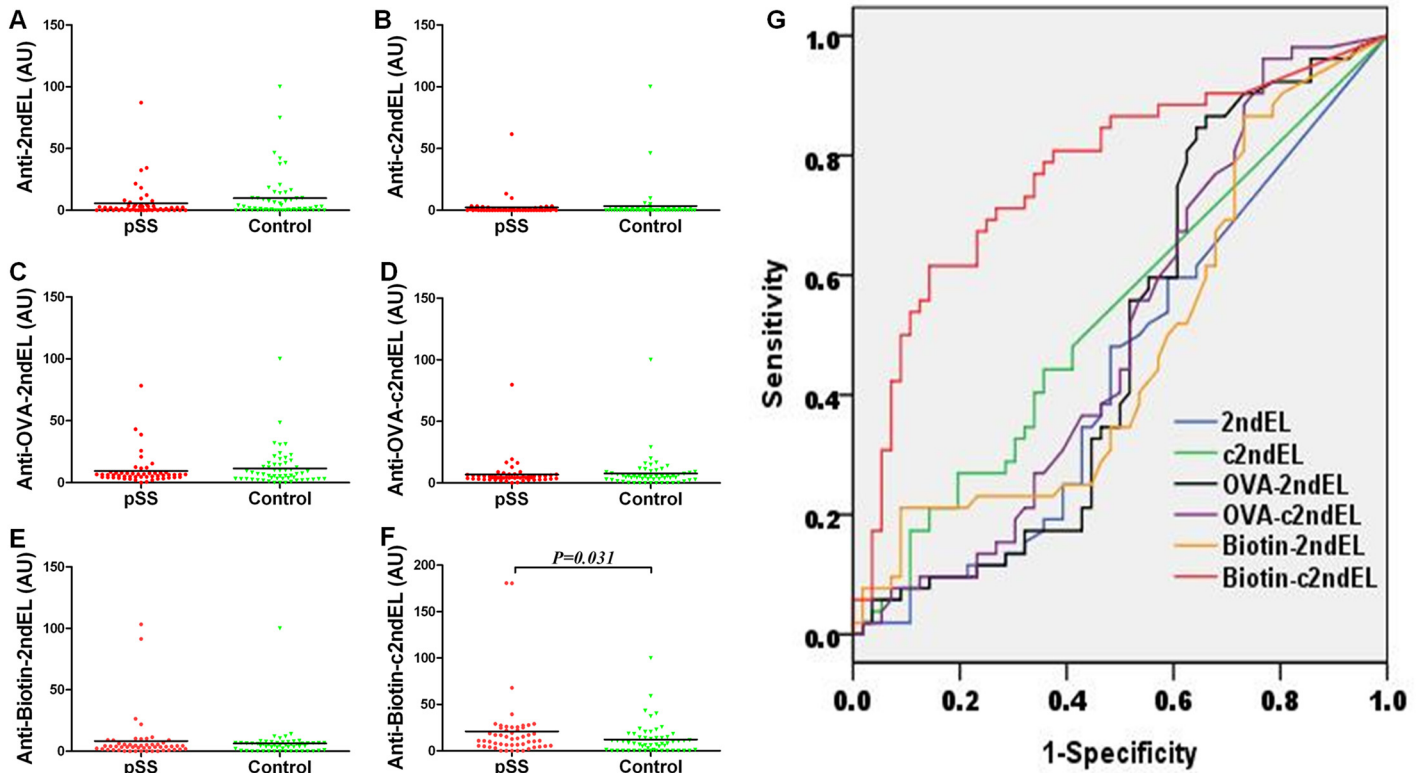 A
Anti-2ndEL (AU)
150
100
50
0
pSS
Control
B
Anti-c2ndEL (AU)
150
100
50
0
pSS
Control
C
Anti-OVA-2ndEL (AU)
150
100
50
0
pSS
Control
D
Anti-OVA-c2ndEL (AU)
150
100
50
0
pSS
Control
E
Anti-Biotin-2ndEL (AU)
150
100
50
0
pSS
Control
F
Anti-Biotin-c2ndEL (AU)
200
150
100
50
0
P=0.031
pSS
Control
G
Sensitivity
1.0
0.8
0.6
0.4
0.2
0.0
2ndEL
c2ndEL
OVA-2ndEL
OVA-c2ndEL
Biotin-2ndEL
Biotin-c2ndEL
0.0 0.2 0.4 0.6 0.8 1.0
1-Specificity